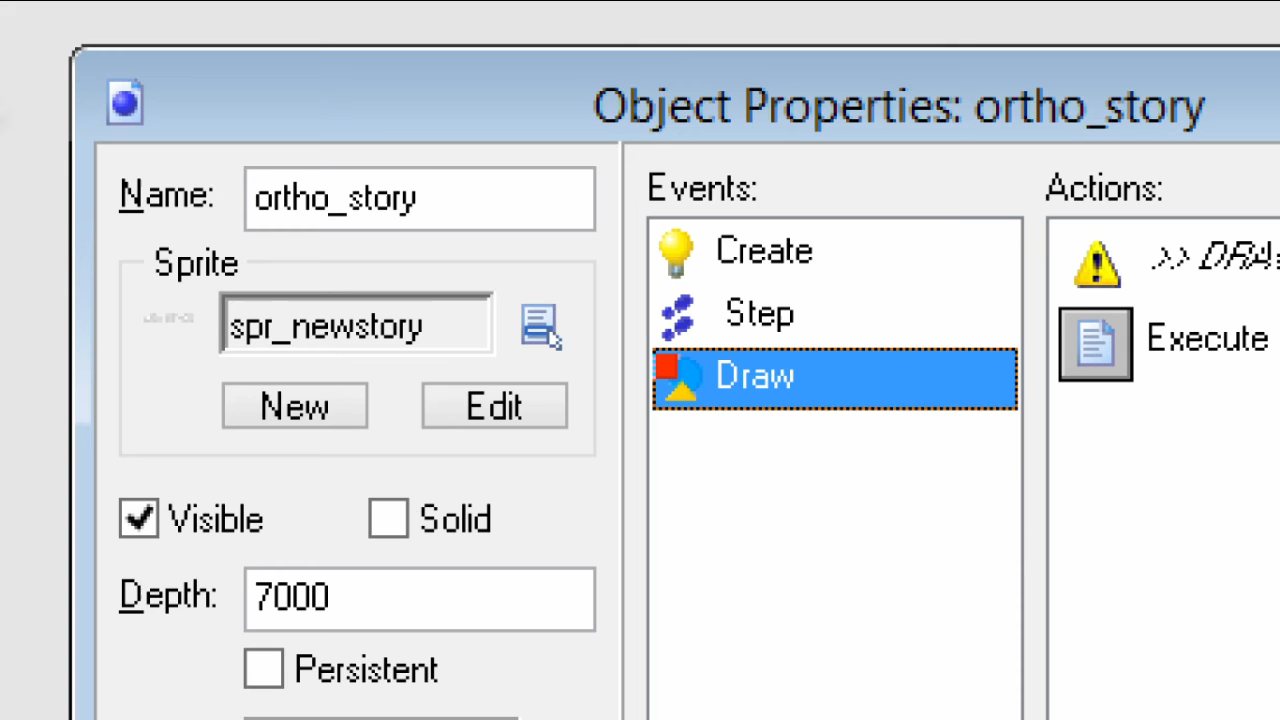 Object Properties: ortho_story
Name: ortho_story
Sprite
spr_newstory
New Edit
Visible Solid
Depth: 7000
Persistent
Events:
Create
Step
Draw
Actions:
>> DRA
Execute